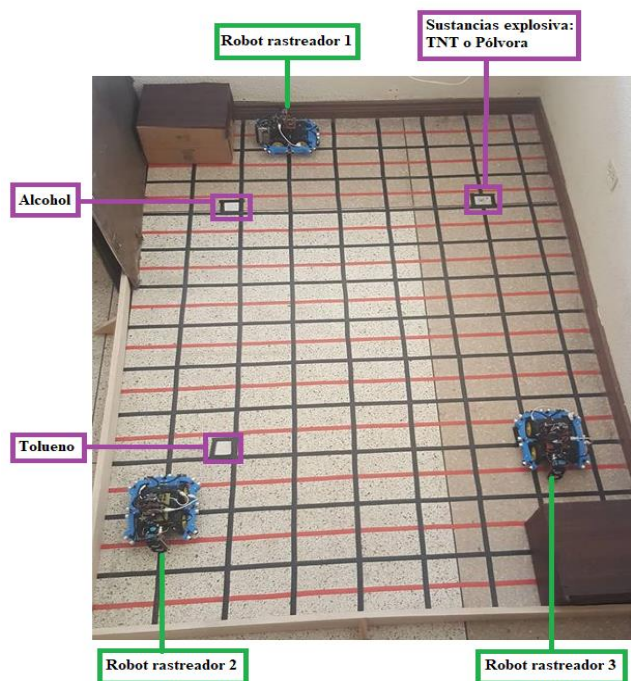 Robot rastreador 1
Sustancias explosiva:
TNT o Pólvora
Alcohol
Tolueno
Robot rastreador 2
Robot rastreador 3